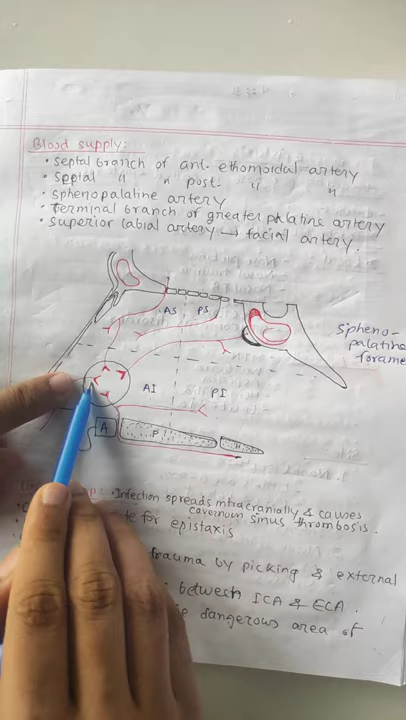 Blood supply:
• septal branch of ant. ethomoidal artery
• septal " " post. " "
• sphenopalatine artery
• terminal branch of greater palatine artery
• superior labial artery → facial artery.
AS PS
spheno-
palatine
forame
AI PI
A P H
• Infection spreads intracranially & causes
cavernous sinus thrombosis.
for epistaxis
trauma by picking & external
between ICA & ECA.
dangerous area of